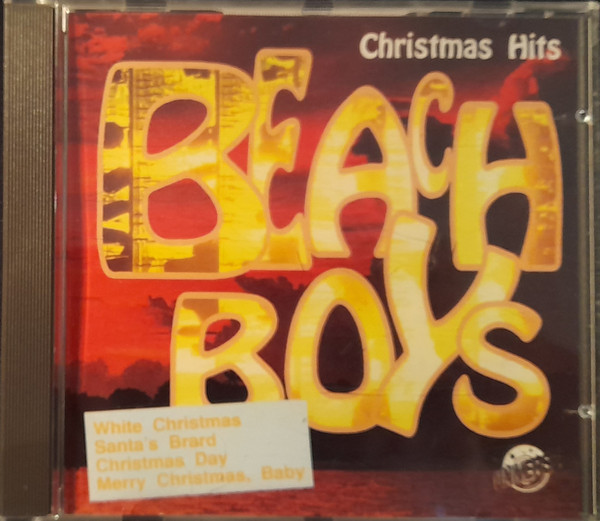 Christmas Hits
BEACH
BOYS
White Christmas
Santa's Brard
Christmas Day
Merry Christmas, Baby